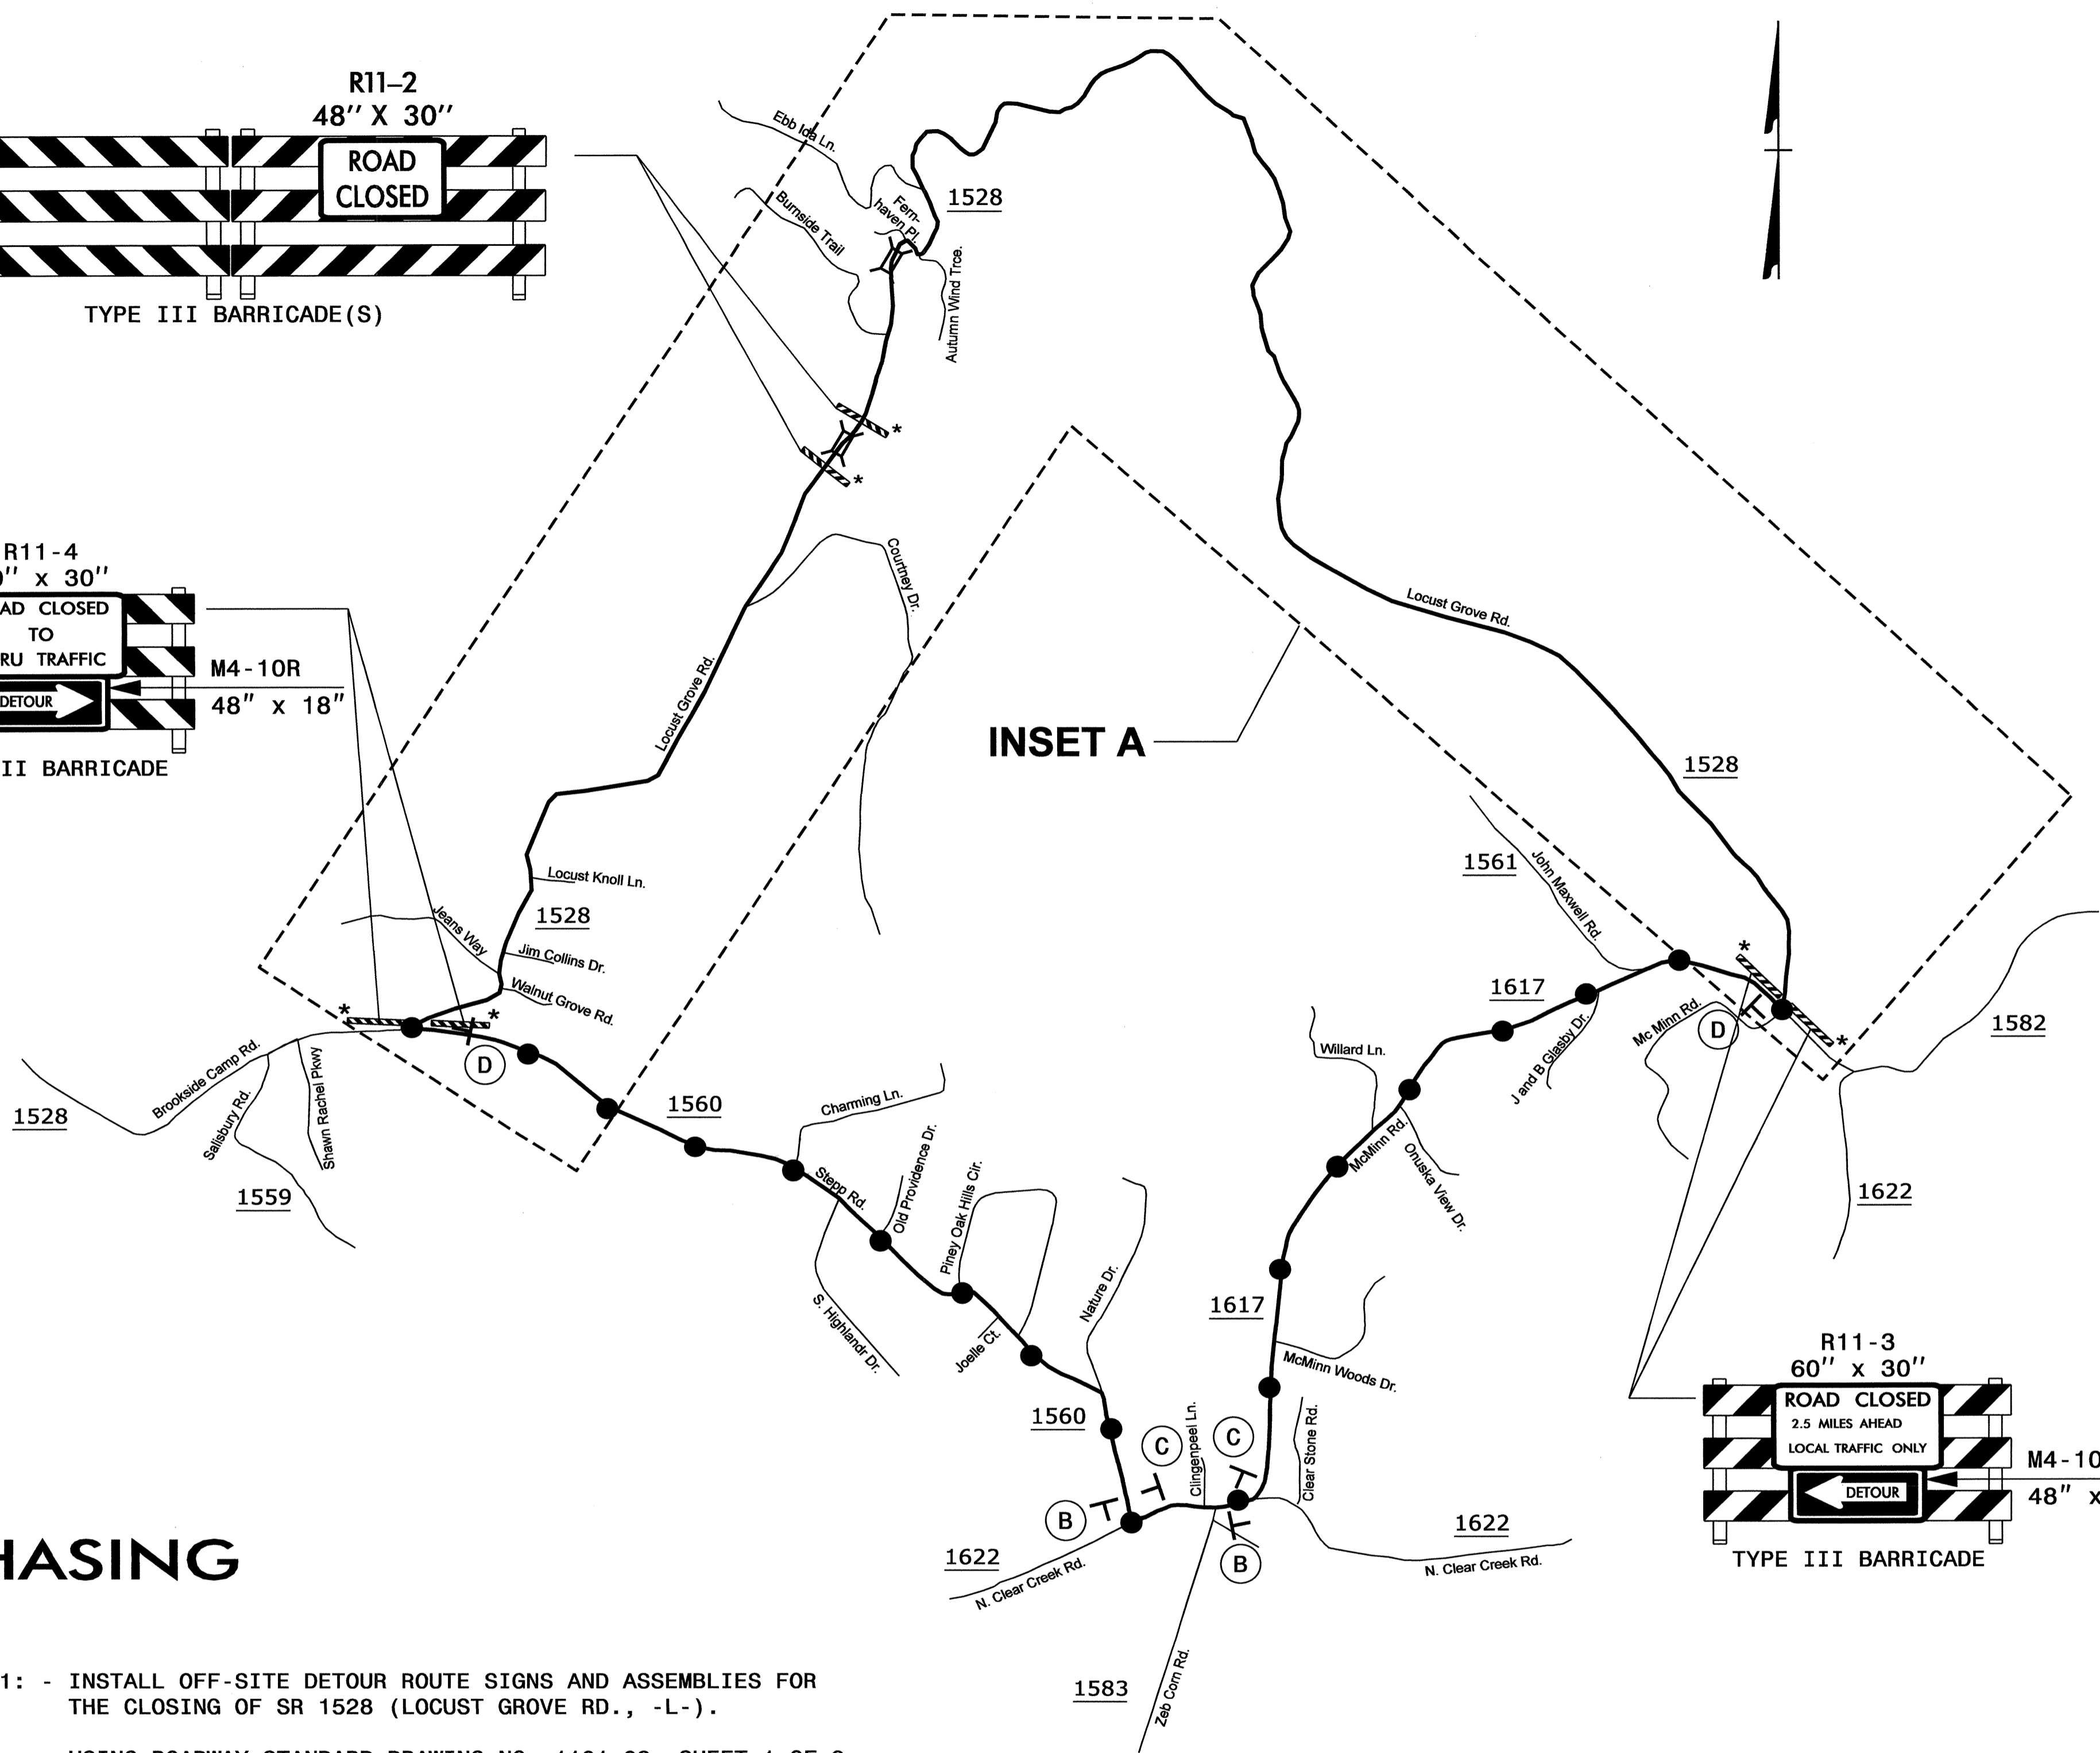 R11–2
48" X 30"
ROAD
CLOSED
TYPE III BARRICADE(S)
Ebb Ida Ln.
Burnside Trail
Fern-
haven Pl.
1528
Autumn Wind Trce.
*
*
R11-4
" x 30"
AD CLOSED
TO
RU TRAFFIC
DETOUR
M4-10R
48" x 18"
II BARRICADE
Courtney Dr.
Locust Grove Rd.
Locust Grove Rd.
INSET A
1528
1561
John Maxwell Rd.
Locust Knoll Ln.
Jeans Way
1528
Jim Collins Dr.
Walnut Grove Rd.
*
*
D
1617
J and B Glasby Dr.
Mc Minn Rd.
D
*
*
1582
1622
Brookside Camp Rd.
1528
Salisbury Rd.
Shawn Rachel Pkwy
1559
1560
Charming Ln.
Stepp Rd.
Old Providence Dr.
Piney Oak Hills Cir.
S. Highlandr Dr.
Joelle Ct.
Nature Dr.
Willard Ln.
McMinn Rd.
Onuska View Dr.
1617
McMinn Woods Dr.
1560
C
Clingenpeel Ln.
C
Clear Stone Rd.
B
B
1622
N. Clear Creek Rd.
1622
N. Clear Creek Rd.
1583
Zeb Corn Rd.
R11-3
60" x 30"
ROAD CLOSED
2.5 MILES AHEAD
LOCAL TRAFFIC ONLY
DETOUR
M4-10
48" x
TYPE III BARRICADE
HASING
1: - INSTALL OFF-SITE DETOUR ROUTE SIGNS AND ASSEMBLIES FOR
THE CLOSING OF SR 1528 (LOCUST GROVE RD., -L-).